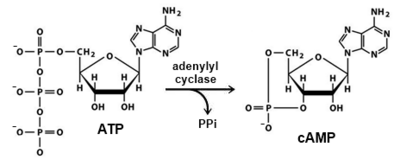 NH₂
N
N
N
N
⁻O—P=O
O—CH₂
O
H
H
H
H
OH
OH
O
⁻O—P=O
O
⁻O—P=O
O⁻
ATP
adenylyl
cyclase
PPi
NH₂
N
N
N
N
O—CH₂
O
H
H
H
H
O=P—O
OH
O⁻
cAMP